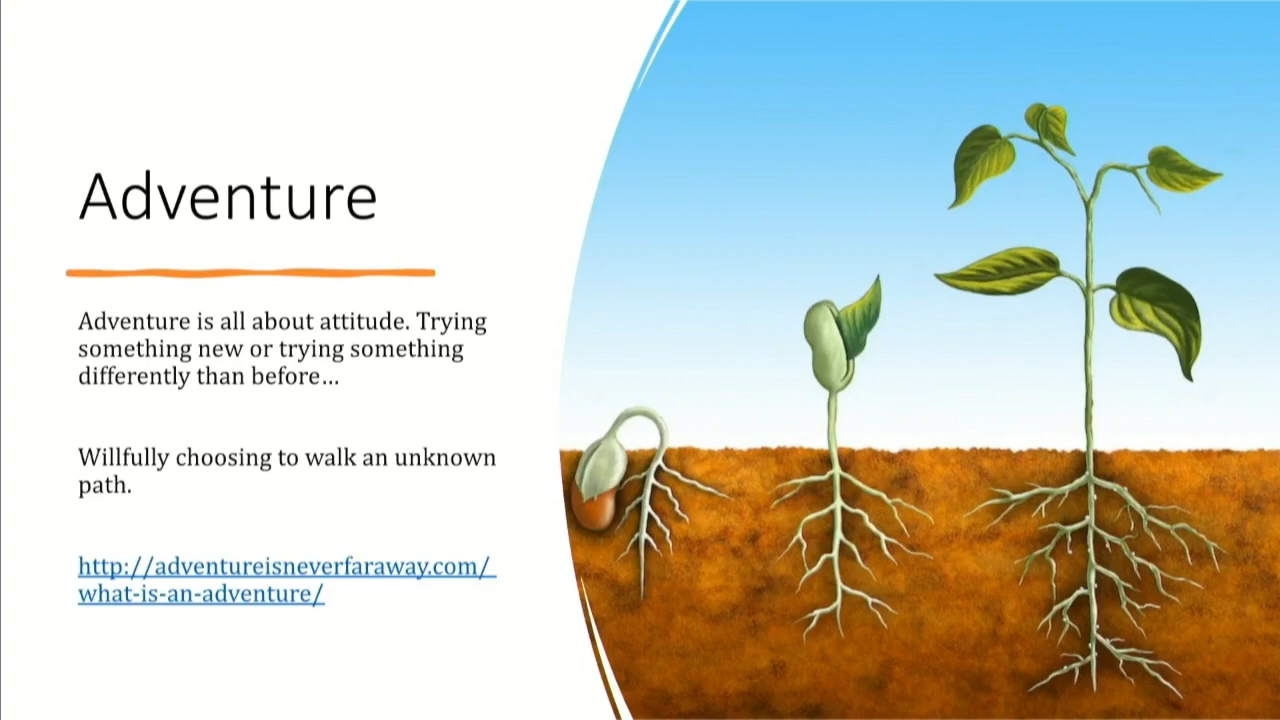 Adventure
Adventure is all about attitude. Trying
something new or trying something
differently than before…
Willfully choosing to walk an unknown
path.
http://adventureisneverfaraway.com/
what-is-an-adventure/